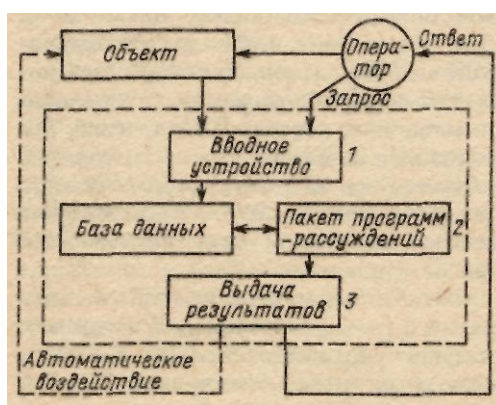 Объект
Опера-
тор
Ответ
Запрос
Вводное
устройство
1
База данных
Пакет программ
-рассуждений
2
Выдача
результатов
3
Автоматическое
воздействие